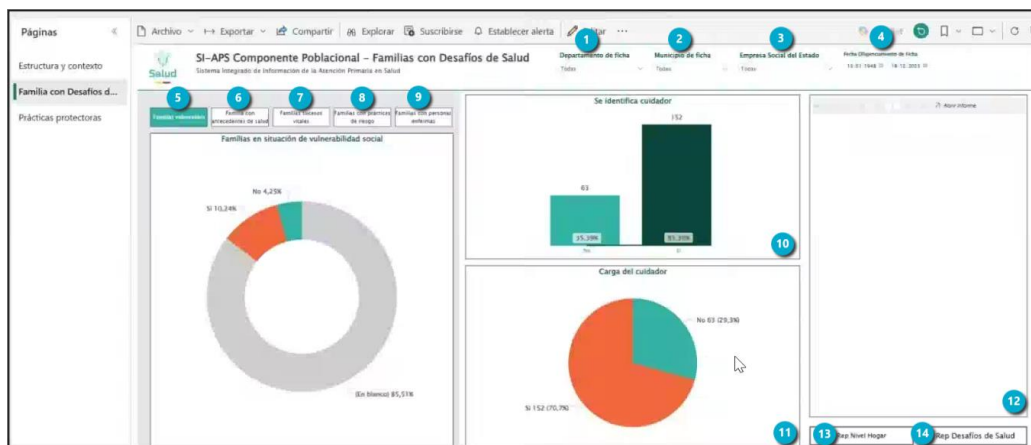 Páginas
Archivo
Exportar
Compartir
Explorar
Suscribirse
Establecer alerta
Estructura y contexto
Familia con Desafíos d...
Prácticas protectoras
Salud
SI-APS Componente Poblacional – Familias con Desafíos de Salud
Sistema Integrado de Información de la Atención Primaria en Salud
1
2
3
4
Departamento de ficha
Municipio de ficha
Empresa Social del Estado
Todas
Todas
Todas
5
6
7
8
9
Familias vulnerables
Familia con antecedentes de salud
Familias con prácticas de riesgo
Familias con personas enfermas
Familias en situación de vulnerabilidad social
No 4,25%
Si 10,24%
(En blanco) 85,51%
Se identifica cuidador
63
152
No
10
Carga del cuidador
No 63 (29,3%)
Si 152 (70,7%)
11
Abrir informe
12
13
Rep Nivel Hogar
14
Rep Desafíos de Salud